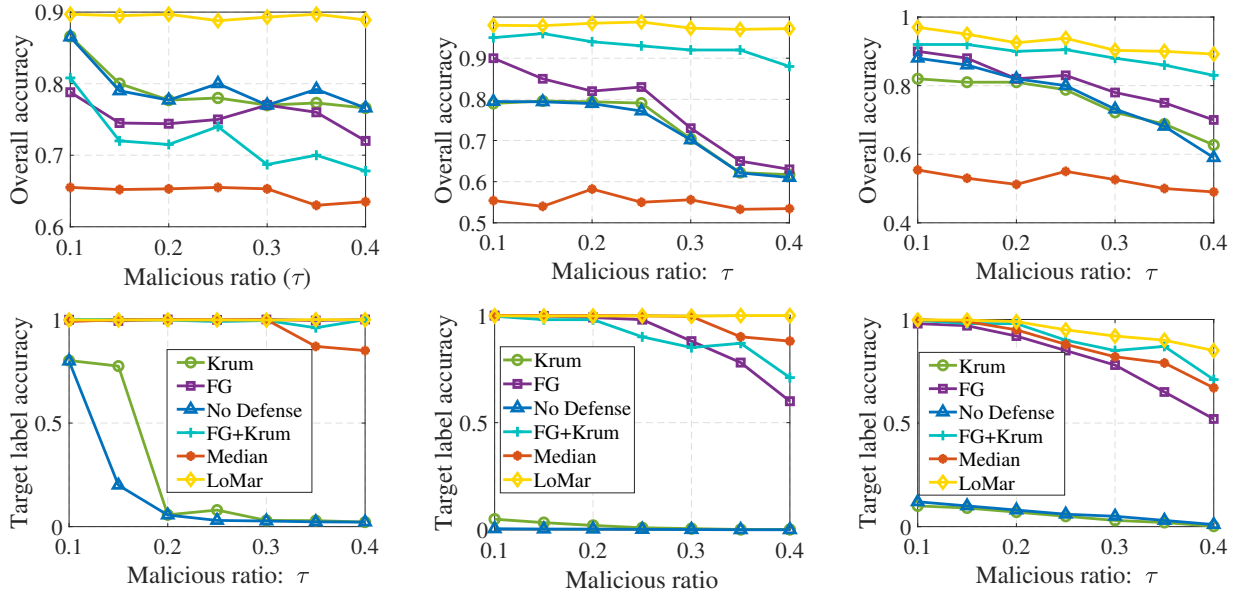 Overall accuracy
0.9
0.8
0.7
0.6
0.1
0.2
0.3
0.4
Malicious ratio (τ)
Overall accuracy
1
0.9
0.8
0.7
0.6
0.5
0.1
0.2
0.3
0.4
Malicious ratio: τ
Overall accuracy
1
0.8
0.6
0.4
0.1
0.2
0.3
0.4
Malicious ratio: τ
Target label accuracy
1
0.5
0
0.1
0.2
0.3
0.4
Malicious ratio: τ
Krum
FG
No Defense
FG+Krum
Median
LoMar
Target label accuracy
1
0.5
0
0.1
0.2
0.3
0.4
Malicious ratio
Krum
FG
No Defense
FG+Krum
Median
LoMar
Target label accuracy
1
0.5
0
0.1
0.2
0.3
0.4
Malicious ratio: τ
Krum
FG
No Defense
FG+Krum
Median
LoMar